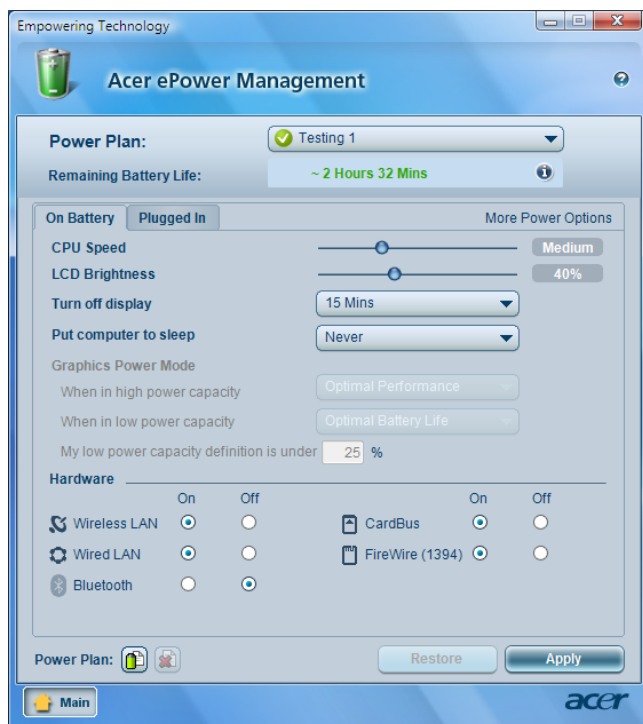 Empowering Technology
Acer ePower Management
Power Plan: Testing 1
Remaining Battery Life: ~ 2 Hours 32 Mins
On Battery Plugged In More Power Options
CPU Speed Medium
LCD Brightness 40%
Turn off display 15 Mins
Put computer to sleep Never
Graphics Power Mode
When in high power capacity Optimal Performance
When in low power capacity Optimal Battery Life
My low power capacity definition is under 25 %
Hardware
On Off On Off
Wireless LAN CardBus
Wired LAN FireWire (1394)
Bluetooth
Power Plan: Restore Apply
Main acer